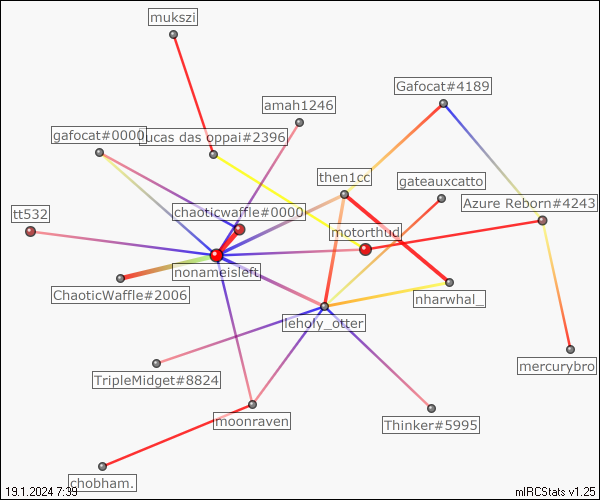 mukszi
Gafocat#4189
amah1246
gafocat#0000
lucas das oppai#2396
then1cc
gateauxcatto
Azure Reborn#4243
tt532
chaoticwaffle#0000
motorthud
nonameisleft
ChaoticWaffle#2006
nharwhal_
leholy_otter
mercurybro
TripleMidget#8824
moonraven
Thinker#5995
chobham.
19.1.2024 7:39
mIRCStats v1.25